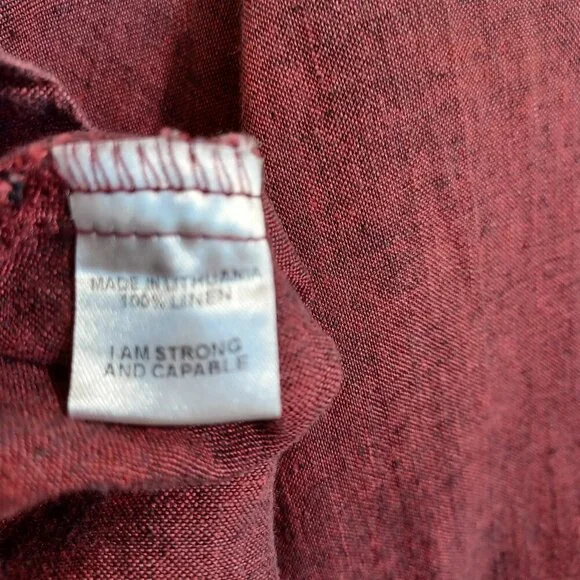 MADE IN LITHUANIA
100% LINEN
I AM STRONG
AND CAPABLE